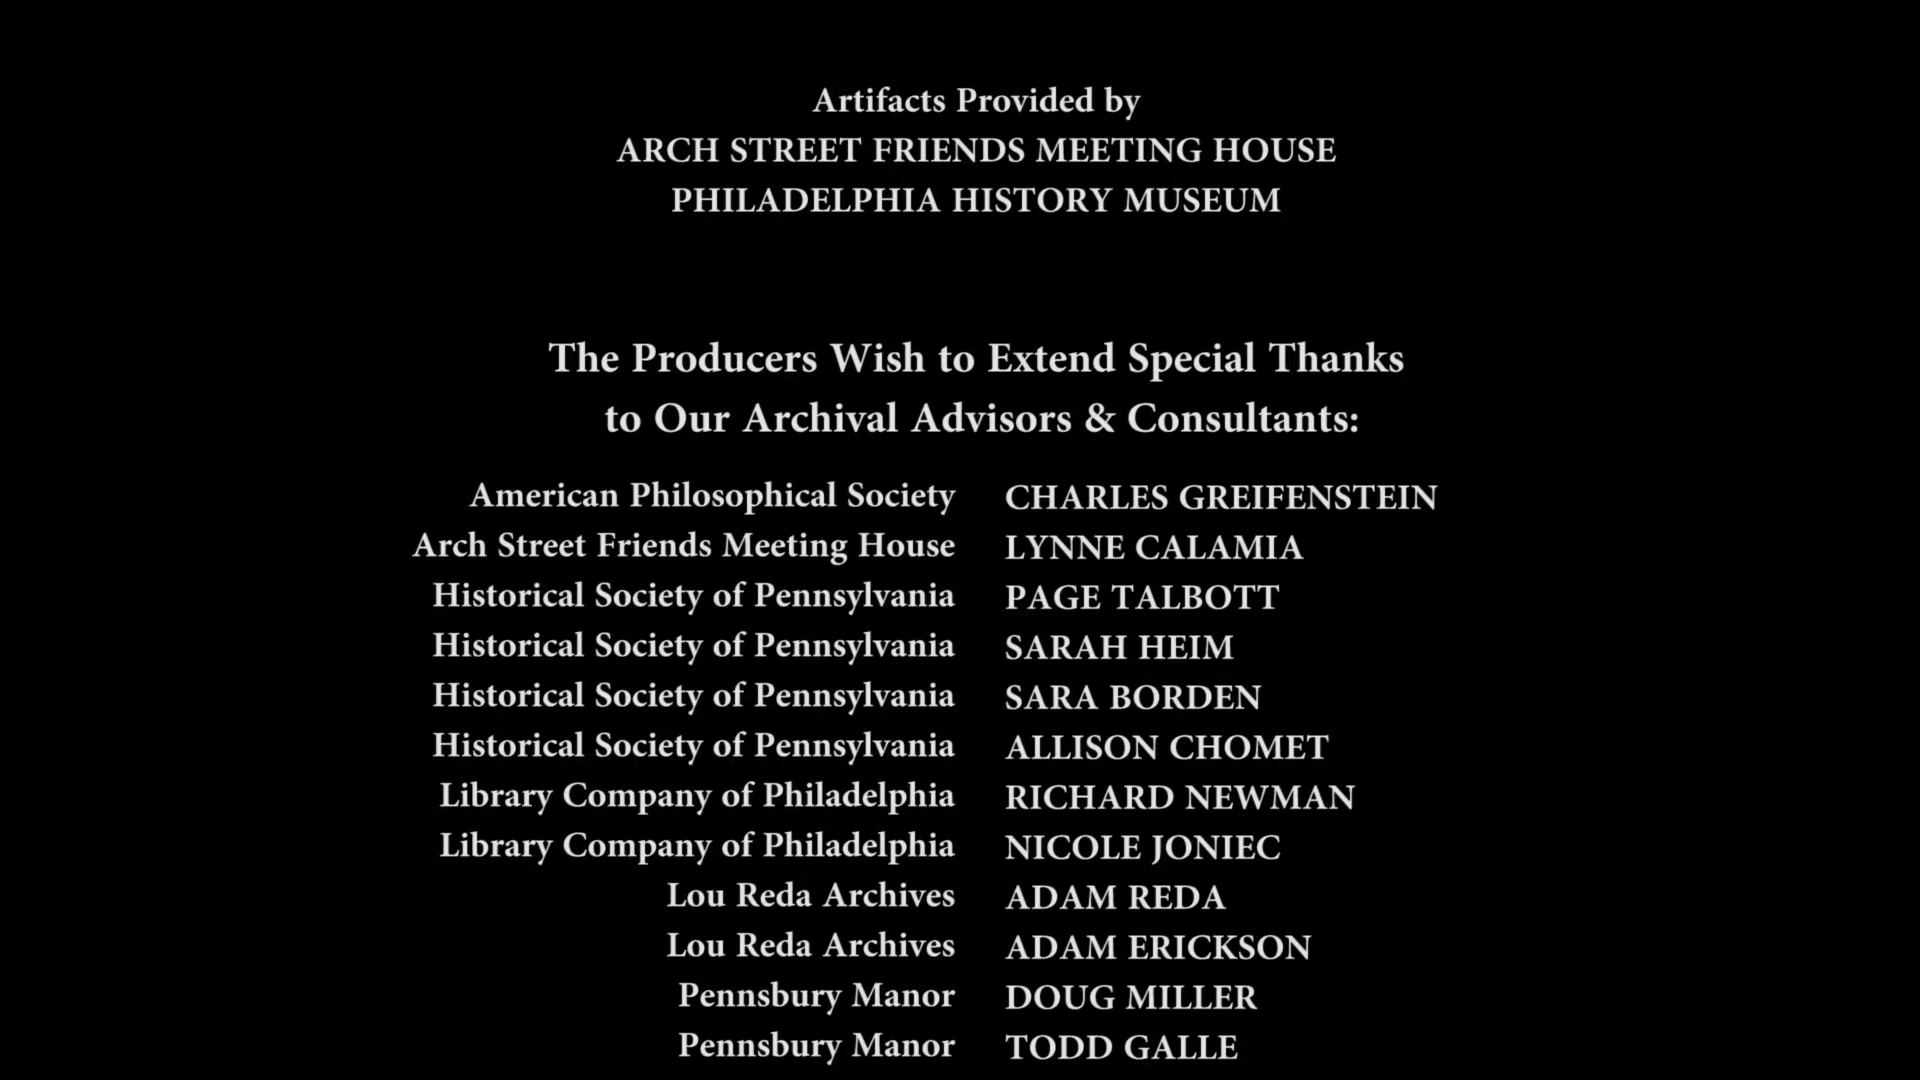 Artifacts Provided by
ARCH STREET FRIENDS MEETING HOUSE
PHILADELPHIA HISTORY MUSEUM
The Producers Wish to Extend Special Thanks
to Our Archival Advisors & Consultants:
American Philosophical Society CHARLES GREIFENSTEIN
Arch Street Friends Meeting House LYNNE CALAMIA
Historical Society of Pennsylvania PAGE TALBOTT
Historical Society of Pennsylvania SARAH HEIM
Historical Society of Pennsylvania SARA BORDEN
Historical Society of Pennsylvania ALLISON CHOMET
Library Company of Philadelphia RICHARD NEWMAN
Library Company of Philadelphia NICOLE JONIEC
Lou Reda Archives ADAM REDA
Lou Reda Archives ADAM ERICKSON
Pennsbury Manor DOUG MILLER
Pennsbury Manor TODD GALLE